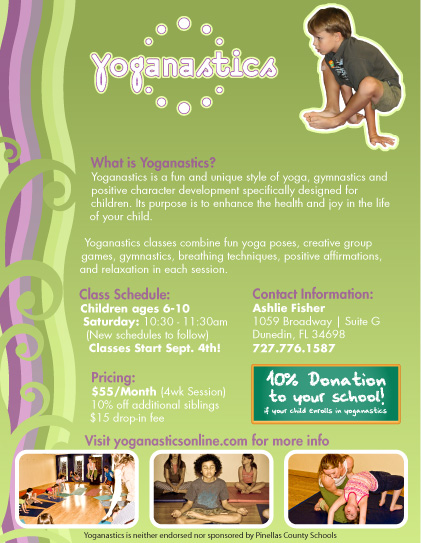 Yoganastics
What is Yoganastics?
Yoganastics is a fun and unique style of yoga, gymnastics and
positive character development specifically designed for
children. Its purpose is to enhance the health and joy in the life
of your child.
Yoganastics classes combine fun yoga poses, creative group
games, gymnastics, breathing techniques, positive affirmations,
and relaxation in each session.
Class Schedule:
Children ages 6-10
Saturday: 10:30 - 11:30am
(New schedules to follow)
Classes Start Sept. 4th!
Contact Information:
Ashlie Fisher
1059 Broadway | Suite G
Dunedin, FL 34698
727.776.1587
Pricing:
$55/Month (4wk Session)
10% off additional siblings
$15 drop-in fee
10% Donation
to your school!
if your child enrolls in yoganastics
Visit yoganasticsonline.com for more info
Yoganastics is neither endorsed nor sponsored by Pinellas County Schools